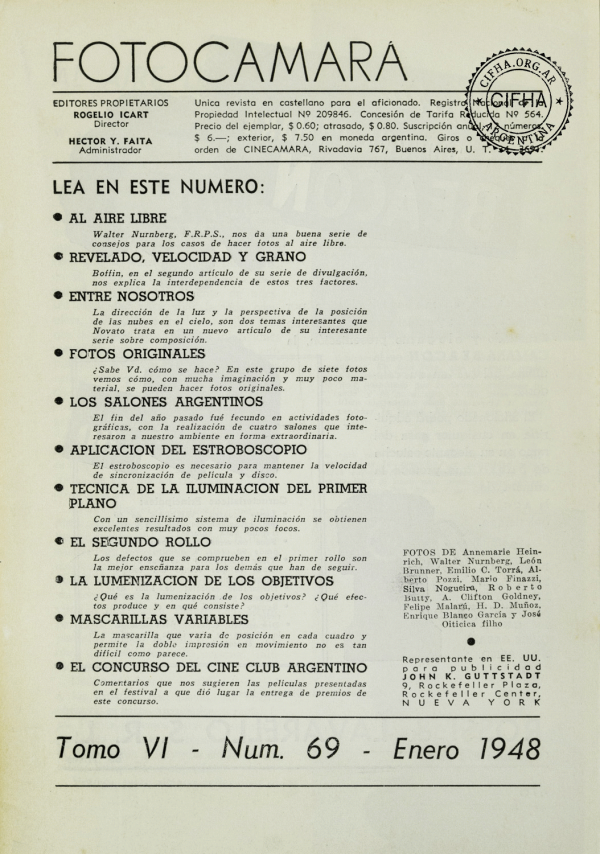 FOTOCAMARA
CIFHA.ORG.AR
CIFHA
ARGENTINA
EDITORES PROPIETARIOS
ROGELIO ICART
Director
HECTOR Y. FAITA
Administrador
Unica revista en castellano para el aficionado. Registro Nacional de la
Propiedad Intelectual Nº 209846. Concesión de Tarifa Reducida Nº 564.
Precio del ejemplar, $ 0.60; atrasado, $ 0.80. Suscripción anual, números
$ 6.—; exterior, $ 7.50 en moneda argentina. Giros o
orden de CINECAMARA, Rivadavia 767, Buenos Aires, U. T.
LEA EN ESTE NUMERO:
● AL AIRE LIBRE
Walter Nurnberg, F.R.P.S., nos da una buena serie de
consejos para los casos de hacer fotos al aire libre.
● REVELADO, VELOCIDAD Y GRANO
Boffin, en el segundo artículo de su serie de divulgación,
nos explica la interdependencia de estos tres factores.
● ENTRE NOSOTROS
La dirección de la luz y la perspectiva de la posición
de las nubes en el cielo, son dos temas interesantes que
Novato trata en un nuevo artículo de su interesante
serie sobre composición.
● FOTOS ORIGINALES
¿Sabe Vd. cómo se hace? En este grupo de siete fotos
vemos cómo, con mucha imaginación y muy poco ma-
terial, se pueden hacer fotos originales.
● LOS SALONES ARGENTINOS
El fin del año pasado fué fecundo en actividades foto-
gráficas, con la realización de cuatro salones que inte-
resaron a nuestro ambiente en forma extraordinaria.
● APLICACION DEL ESTROBOSCOPIO
El estroboscopio es necesario para mantener la velocidad
de sincronización de película y disco.
● TECNICA DE LA ILUMINACION DEL PRIMER
PLANO
Con un sencillísimo sistema de iluminación se obtienen
excelentes resultados con muy pocos focos.
● EL SEGUNDO ROLLO
Los defectos que se comprueben en el primer rollo son
la mejor enseñanza para los demás que han de seguir.
● LA LUMENIZACION DE LOS OBJETIVOS
¿Qué es la lumenización de los objetivos? ¿Qué efec-
tos produce y en qué consiste?
● MASCARILLAS VARIABLES
La mascarilla que varía de posición en cada cuadro y
permite la doble impresión en movimiento no es tan
difícil como parece.
● EL CONCURSO DEL CINE CLUB ARGENTINO
Comentarios que nos sugieren las películas presentadas
en el festival a que dió lugar la entrega de premios de
este concurso.
FOTOS DE Annemarie Hein-
rich, Walter Nurnberg, León
Brunner, Emilio C. Torrá, Al-
berto Pozzi, Mario Finazzi,
Silva Nogueira, Roberto
Butty, A. Clifton Goldney,
Felipe Malarú, H. D. Muñoz,
Enrique Blanco García y José
Oiticica filho
●
Representante en EE. UU.
para publicidad
JOHN K. GUTTSTADT
9, Rockefeller Plaza,
Rockefeller Center,
NUEVA YORK
Tomo VI - Num. 69 - Enero 1948